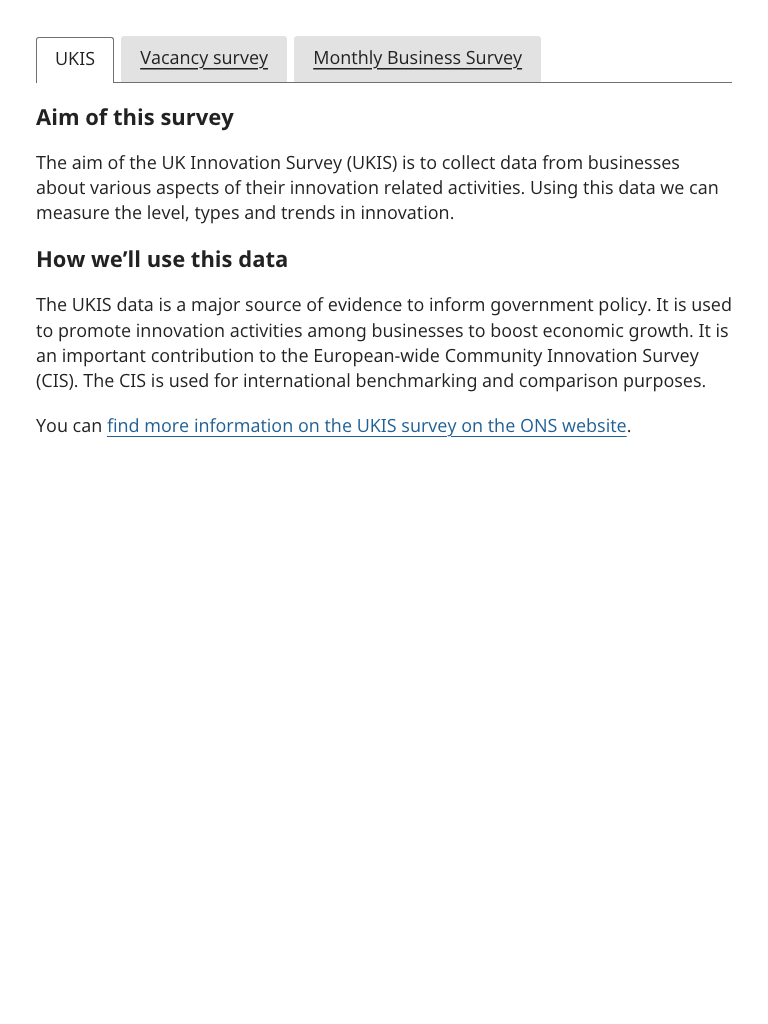 UKIS
Vacancy survey
Monthly Business Survey
Aim of this survey
The aim of the UK Innovation Survey (UKIS) is to collect data from businesses
about various aspects of their innovation related activities. Using this data we can
measure the level, types and trends in innovation.
How we’ll use this data
The UKIS data is a major source of evidence to inform government policy. It is used
to promote innovation activities among businesses to boost economic growth. It is
an important contribution to the European-wide Community Innovation Survey
(CIS). The CIS is used for international benchmarking and comparison purposes.
You can find more information on the UKIS survey on the ONS website.